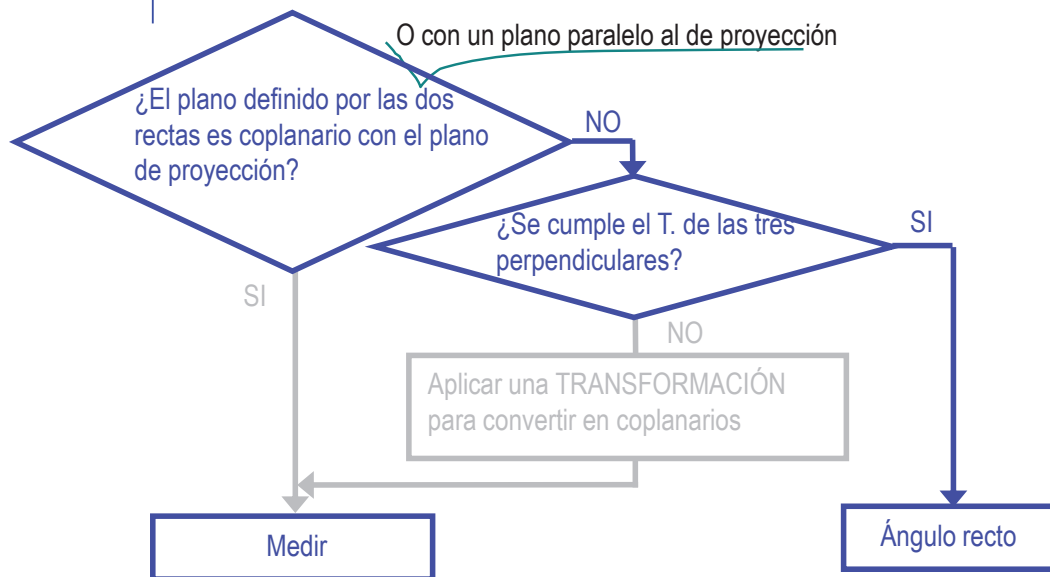 O con un plano paralelo al de proyección
¿El plano definido por las dos
rectas es coplanario con el plano
de proyección?
NO
¿Se cumple el T. de las tres
perpendiculares?
SI
SI
NO
Aplicar una TRANSFORMACIÓN
para convertir en coplanarios
Medir
Ángulo recto